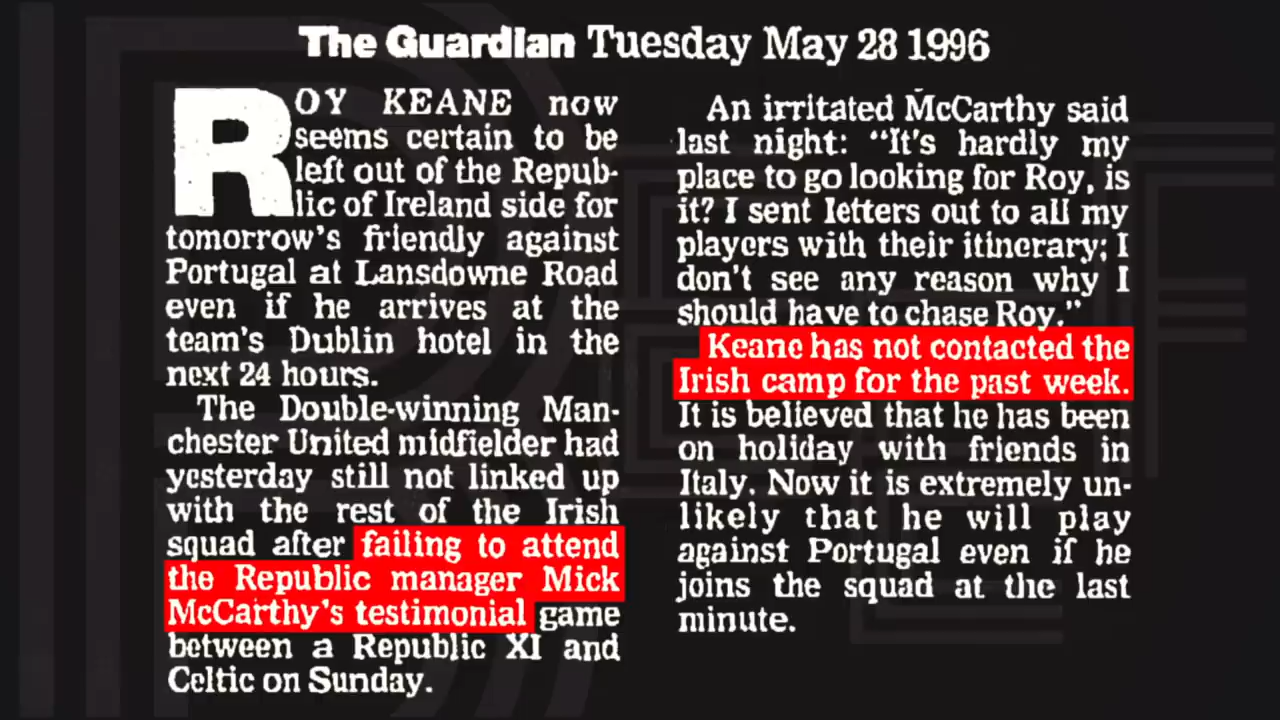 The Guardian Tuesday May 28 1996
ROY KEANE now
seems certain to be
left out of the Repub-
lic of Ireland side for
tomorrow's friendly against
Portugal at Lansdowne Road
even if he arrives at the
team's Dublin hotel in the
next 24 hours.
The Double-winning Man-
chester United midfielder had
yesterday still not linked up
with the rest of the Irish
squad after failing to attend
the Republic manager Mick
McCarthy's testimonial game
between a Republic XI and
Celtic on Sunday.
An irritated McCarthy said
last night: "It's hardly my
place to go looking for Roy, is
it? I sent letters out to all my
players with their itinerary; I
don't see any reason why I
should have to chase Roy."
Keane has not contacted the
Irish camp for the past week.
It is believed that he has been
on holiday with friends in
Italy. Now it is extremely un-
likely that he will play
against Portugal even if he
joins the squad at the last
minute.